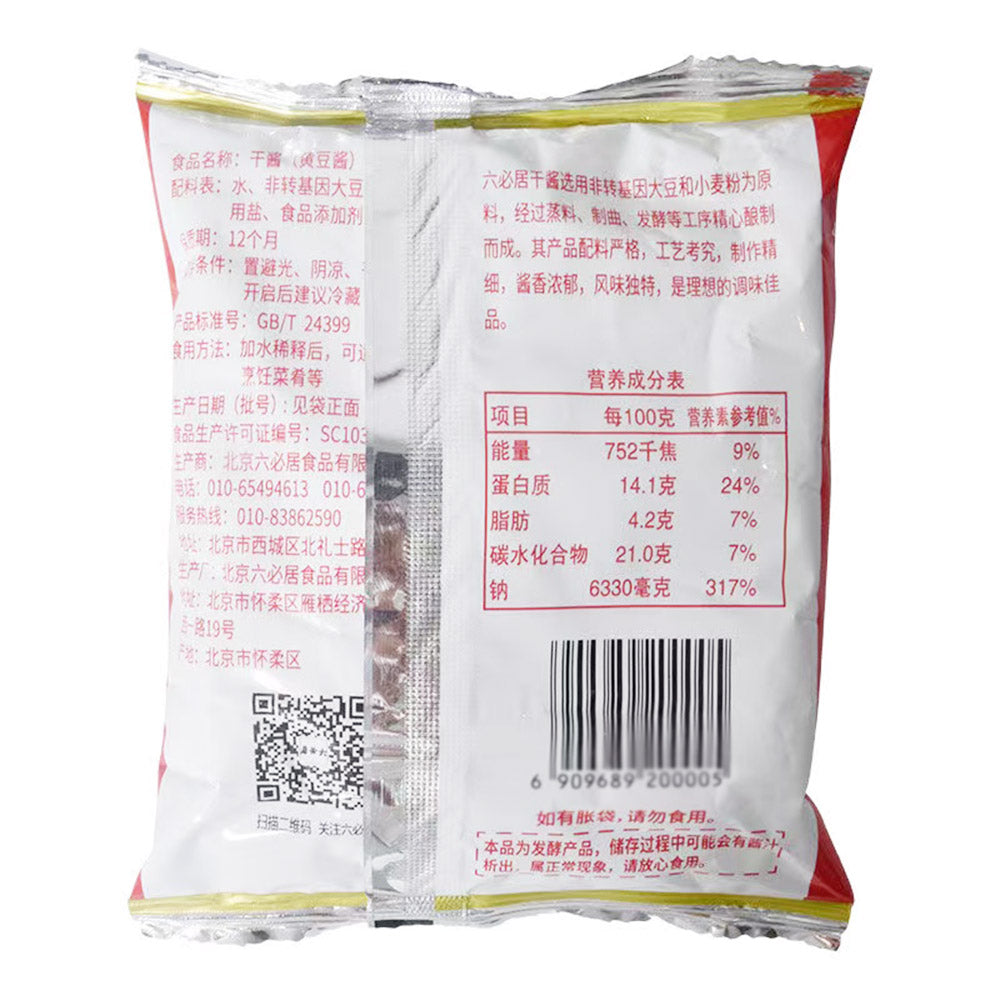 食品名称：干酱（黄豆酱）
配料表：水、非转基因大豆
用盐、食品添加剂
质期：12个月
条件：置避光、阴凉、
开启后建议冷藏
产品标准号：GB/T 24399
食用方法：加水稀释后，可
烹饪菜肴等
生产日期（批号）：见袋正面
食品生产许可证编号：SC103
生产商：北京六必居食品有限
电话：010-65494613 010-6
服务热线：010-83862590
地址：北京市西城区北礼士路
生产厂：北京六必居食品有限
地址：北京市怀柔区雁栖经济
一路19号
产地：北京市怀柔区
扫描二维码 关注六必
六必居干酱选用非转基因大豆和小麦粉为原
料，经过蒸料、制曲、发酵等工序精心酿制
而成。其产品配料严格，工艺考究，制作精
细，酱香浓郁，风味独特，是理想的调味佳
品。
营养成分表
项目 每100克 营养素参考值%
能量 752千焦 9%
蛋白质 14.1克 24%
脂肪 4.2克 7%
碳水化合物 21.0克 7%
钠 6330毫克 317%
6 909689 200005
如有胀袋，请勿食用。
本品为发酵产品，储存过程中可能会有酱汁
析出，属正常现象，请放心食用。